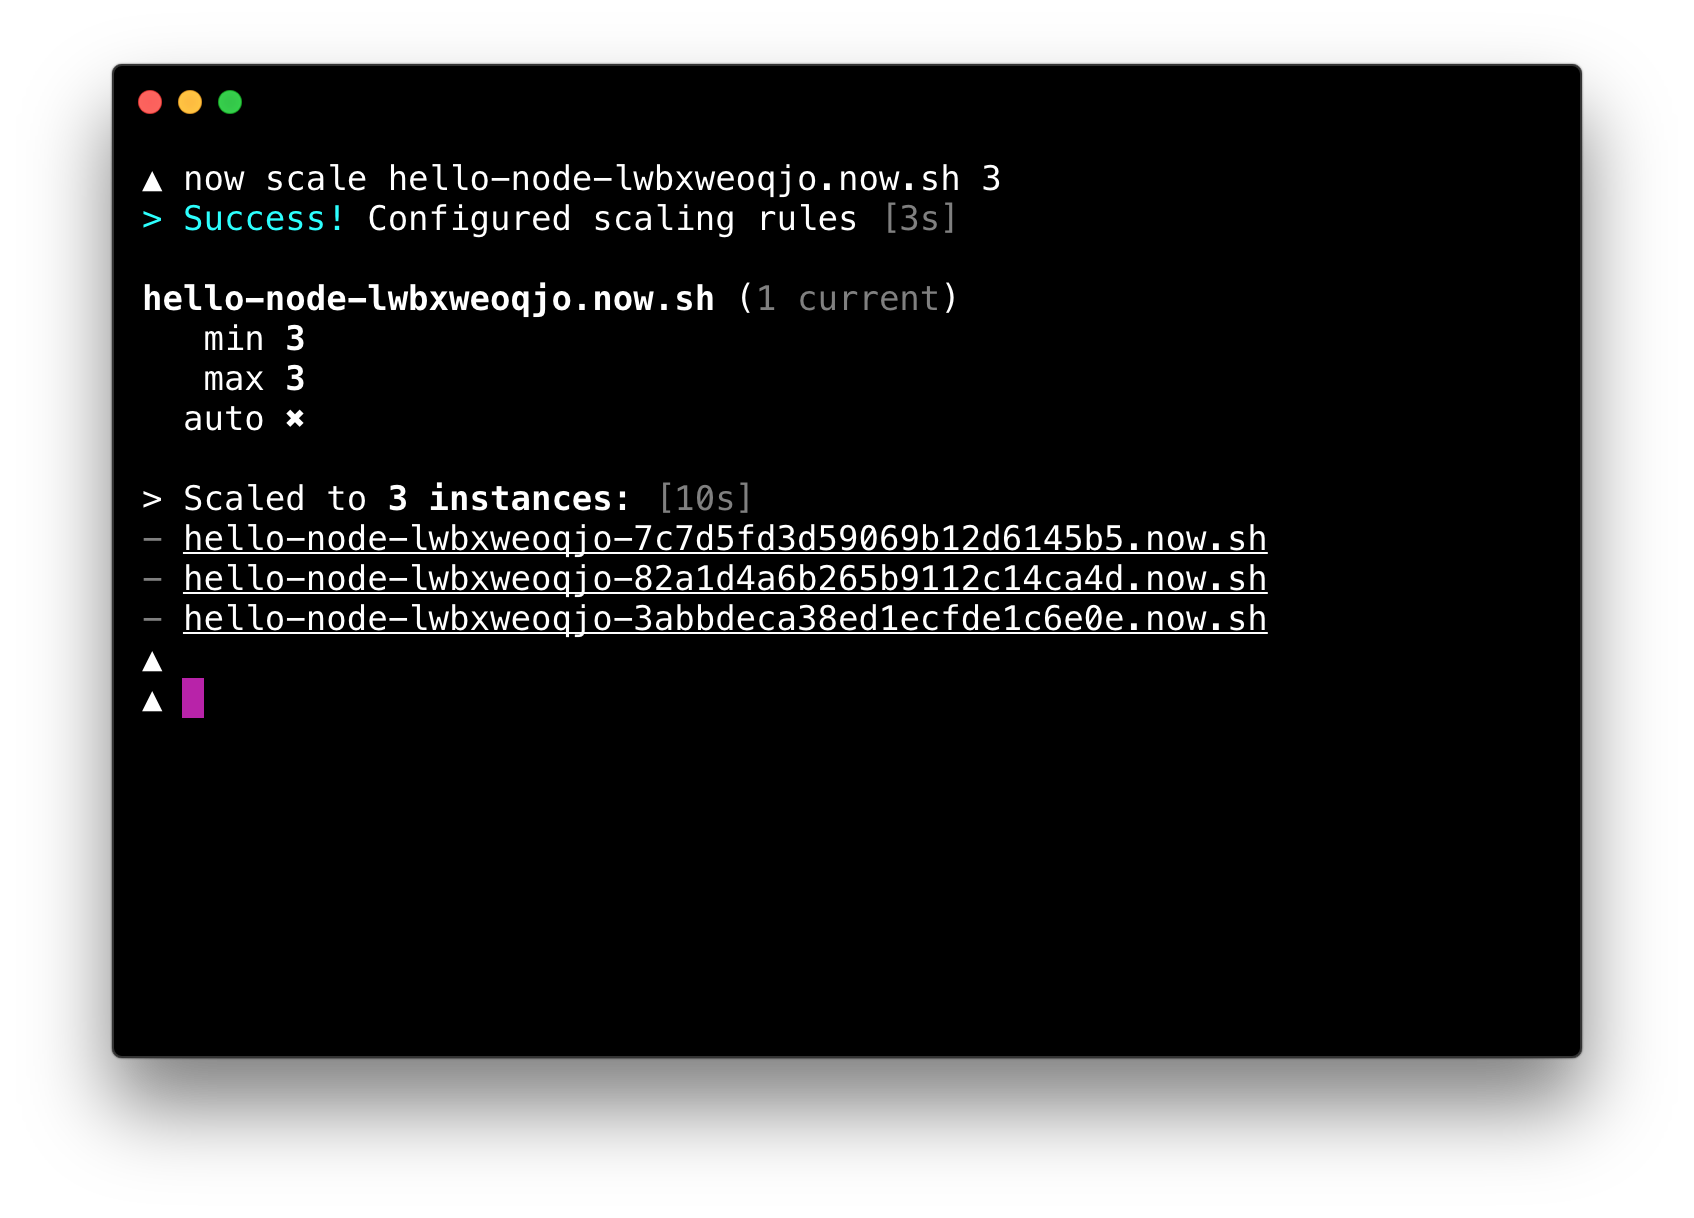 ▲ now scale hello-node-lwbxweoqjo.now.sh 3
> Success! Configured scaling rules [3s]
hello-node-lwbxweoqjo.now.sh (1 current)
min 3
max 3
auto ✖
> Scaled to 3 instances: [10s]
- hello-node-lwbxweoqjo-7c7d5fd3d59069b12d6145b5.now.sh
- hello-node-lwbxweoqjo-82a1d4a6b265b9112c14ca4d.now.sh
- hello-node-lwbxweoqjo-3abbdeca38ed1ecfde1c6e0e.now.sh
▲
▲